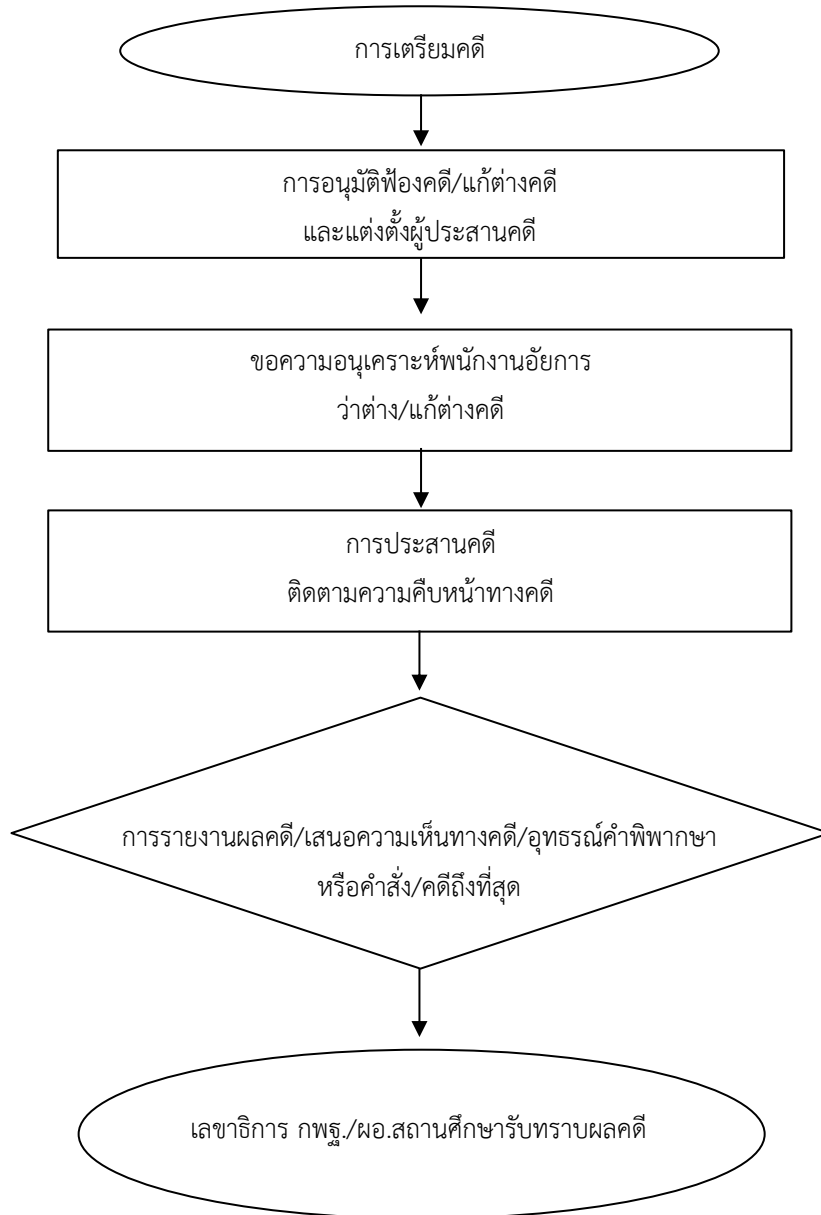 การเตรียมคดี
การอนุมัติฟ้องคดี/แก้ต่างคดี
และแต่งตั้งผู้ประสานคดี
ขอความอนุเคราะห์พนักงานอัยการ
ว่าต่าง/แก้ต่างคดี
การประสานคดี
ติดตามความคืบหน้าทางคดี
การรายงานผลคดี/เสนอความเห็นทางคดี/อุทธรณ์คำพิพากษา
หรือคำสั่ง/คดีถึงที่สุด
เลขาธิการ กพฐ./ผอ.สถานศึกษารับทราบผลคดี